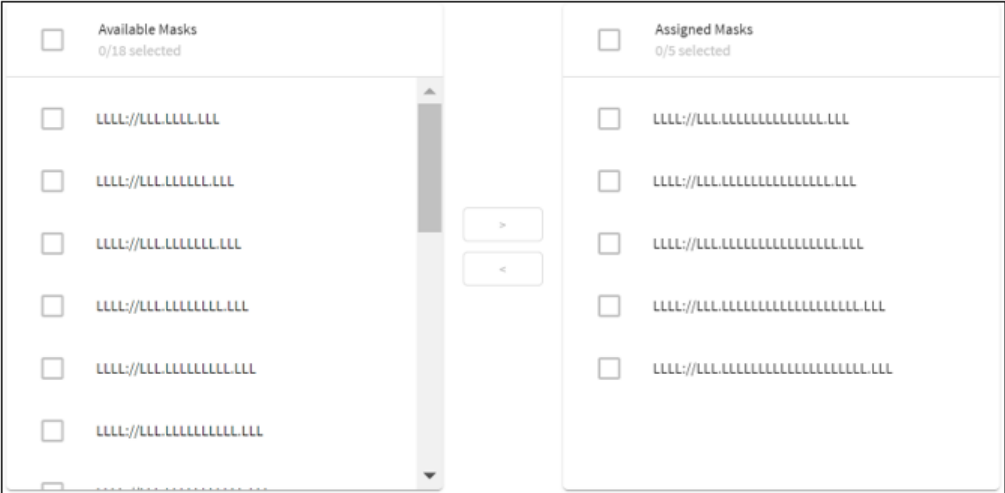 Available Masks
0/18 selected
LLLL://LLL.LLLL.LLL
LLLL://LLL.LLLLLL.LLL
LLLL://LLL.LLLLLLL.LLL
LLLL://LLL.LLLLLLLL.LLL
LLLL://LLL.LLLLLLLLL.LLL
LLLL://LLL.LLLLLLLLLL.LLL
>
<
Assigned Masks
0/5 selected
LLLL://LLL.LLLLLLLLLLLLLL.LLL
LLLL://LLL.LLLLLLLLLLLLLLL.LLL
LLLL://LLL.LLLLLLLLLLLLLLLL.LLL
LLLL://LLL.LLLLLLLLLLLLLLLLLLL.LLL
LLLL://LLL.LLLLLLLLLLLLLLLLLLLL.LLL